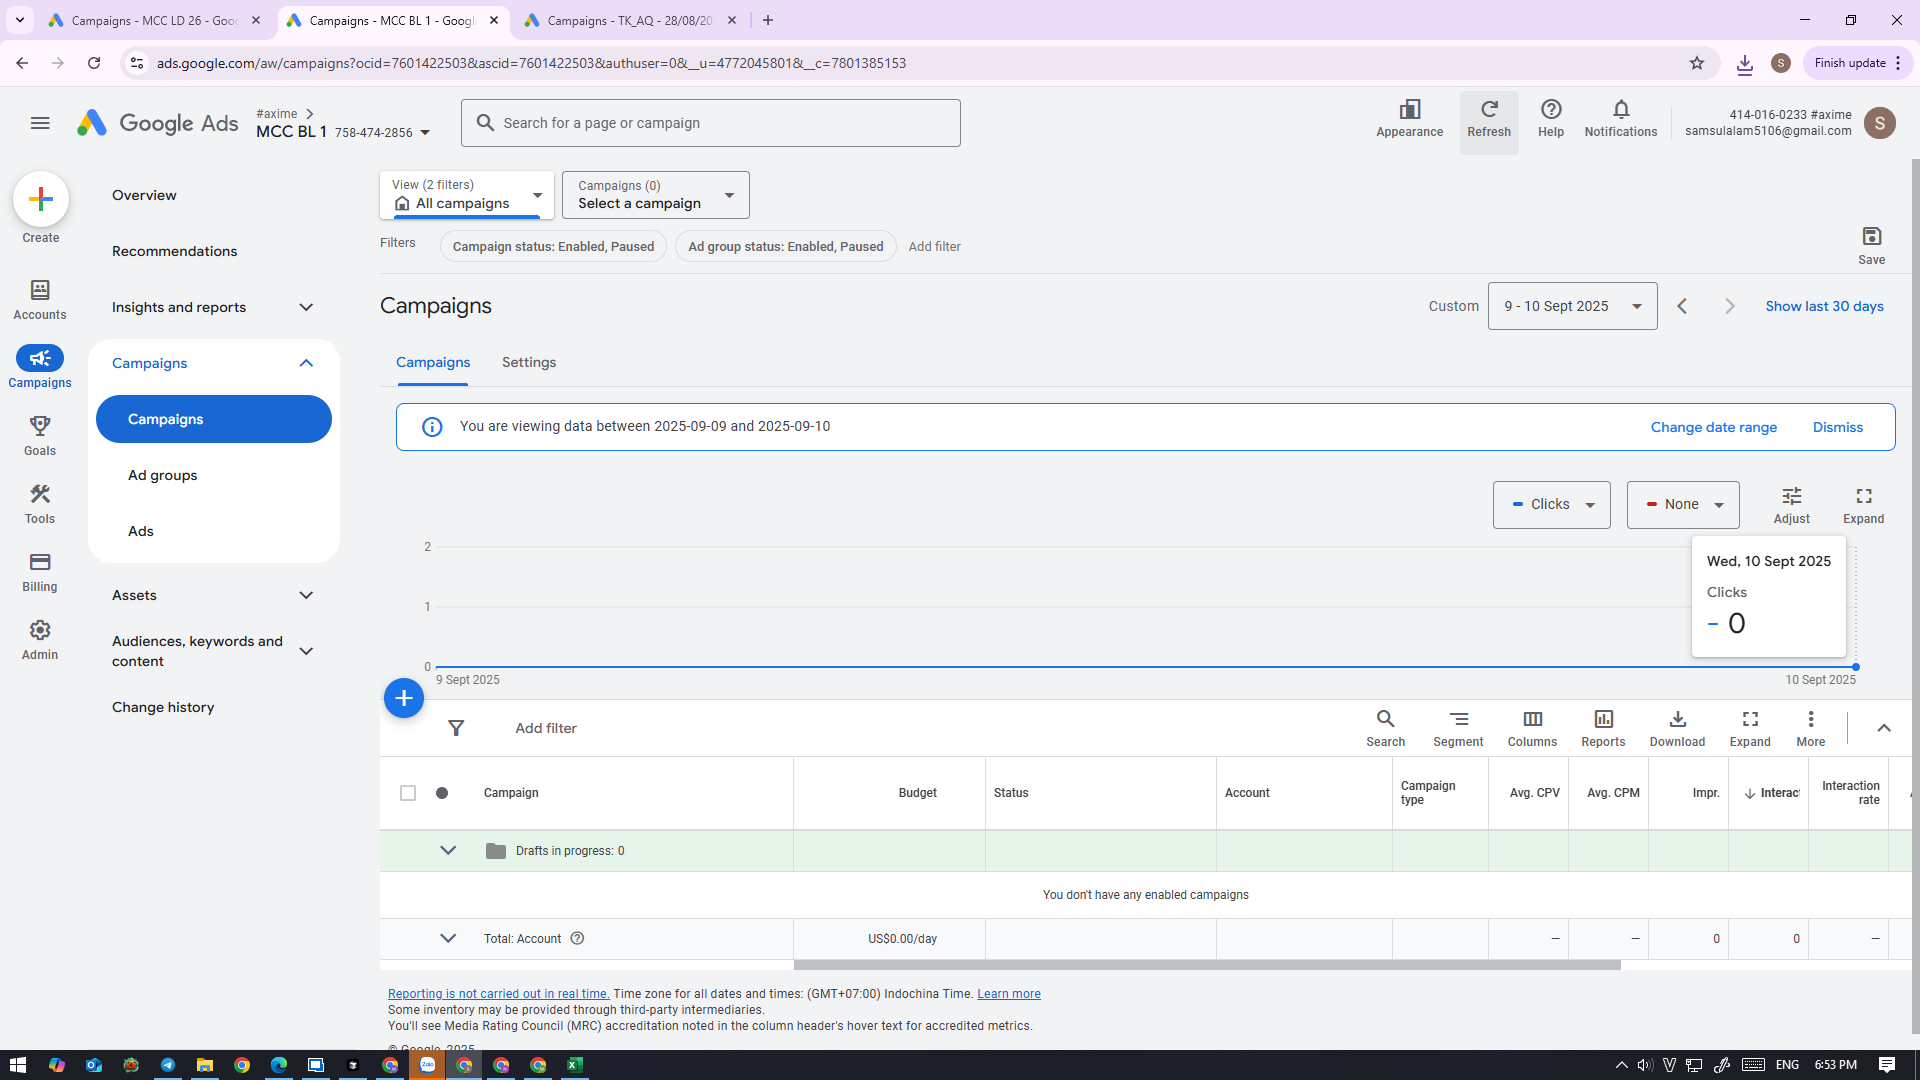 Campaigns - MCC LD 26 - Goog
Campaigns - MCC BL 1 - Google
Campaigns - TK_AQ - 28/08/202
ads.google.com/aw/campaigns?ocid=7601422503&ascid=7601422503&authuser=0&__u=4772045801&__c=7801385153
S
Finish update
Google Ads
#axime
MCC BL 1 758-474-2856
Search for a page or campaign
Appearance
Refresh
Help
Notifications
414-016-0233 #axime
samsulalam5106@gmail.com
S
Create
Accounts
Campaigns
Goals
Tools
Billing
Admin
Overview
Recommendations
Insights and reports
Campaigns
Campaigns
Ad groups
Ads
Assets
Audiences, keywords and
content
Change history
View (2 filters)
All campaigns
Campaigns (0)
Select a campaign
Filters
Campaign status: Enabled, Paused
Ad group status: Enabled, Paused
Add filter
Save
Campaigns
Custom
9 - 10 Sept 2025
Show last 30 days
Campaigns
Settings
You are viewing data between 2025-09-09 and 2025-09-10
Change date range
Dismiss
Clicks
None
Adjust
Expand
2
1
0
9 Sept 2025
10 Sept 2025
Wed, 10 Sept 2025
Clicks
0
Add filter
Search
Segment
Columns
Reports
Download
Expand
More
Campaign
Budget
Status
Account
Campaign
type
Avg. CPV
Avg. CPM
Impr.
Interact
Interaction
rate
Drafts in progress: 0
You don't have any enabled campaigns
Total: Account
US$0.00/day
—
—
0
0
—
Reporting is not carried out in real time. Time zone for all dates and times: (GMT+07:00) Indochina Time. Learn more
Some inventory may be provided through third-party intermediaries.
You'll see Media Rating Council (MRC) accreditation noted in the column header's hover text for accredited metrics.
© Google, 2025
Zalo
ENG
6:53 PM